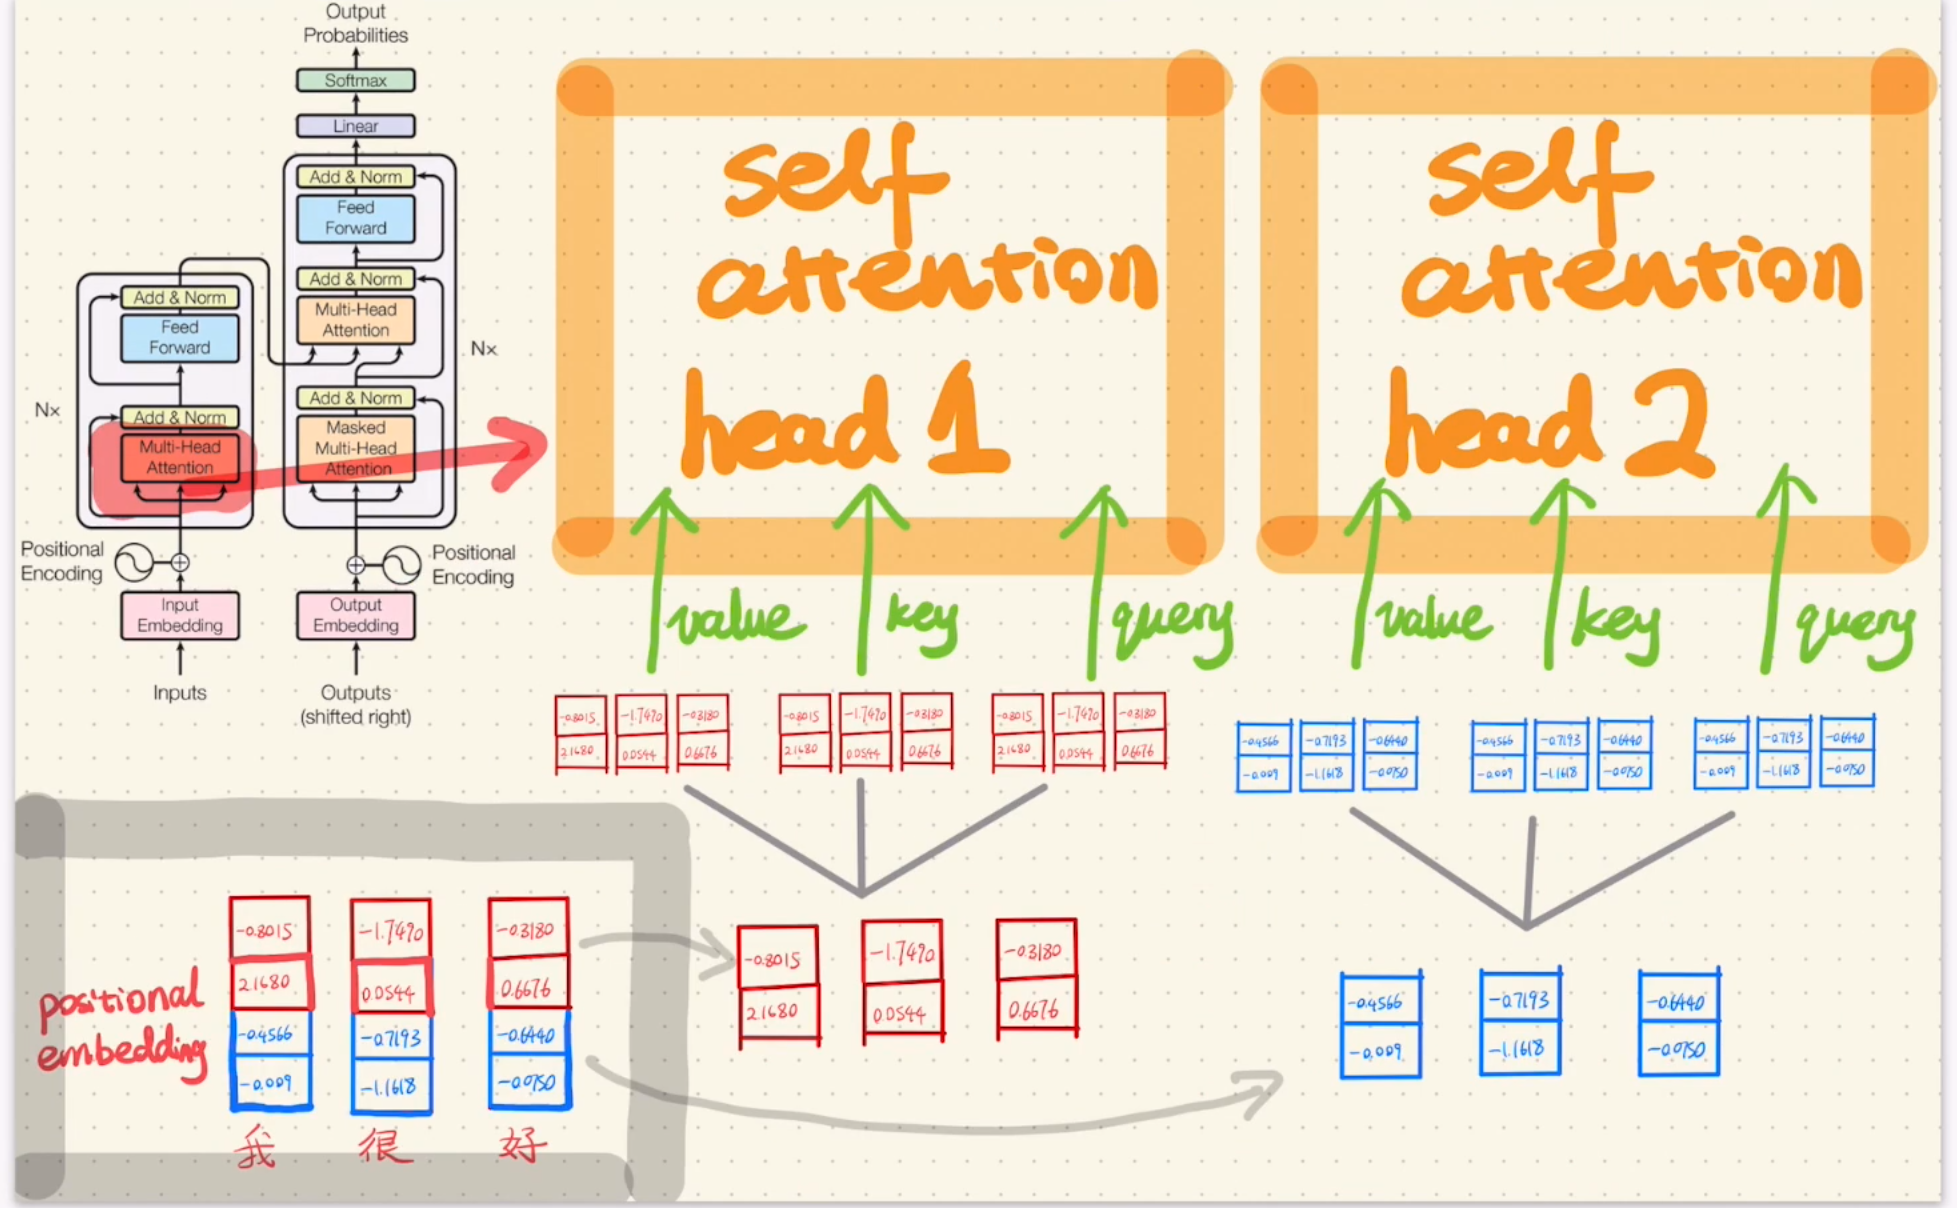 Output
Probabilities
Softmax
Linear
Add & Norm
Feed
Forward
Add & Norm
Multi-Head
Attention
Nx
Add & Norm
Masked
Multi-Head
Attention
Add & Norm
Feed
Forward
Nx
Add & Norm
Multi-Head
Attention
Positional
Encoding
Positional
Encoding
Input
Embedding
Output
Embedding
Inputs
Outputs
(shifted right)
self
attention
head 1
self
attention
head 2
value key query
value key query
-0.8015 -1.7490 -0.3180
2.1680 0.0544 0.6676
-0.8015 -1.7490 -0.3180
2.1680 0.0544 0.6676
-0.8015 -1.7490 -0.3180
2.1680 0.0544 0.6676
-0.4566 -0.7193 -0.6440
-0.009 -1.1618 -0.0750
-0.4566 -0.7193 -0.6440
-0.009 -1.1618 -0.0750
-0.4566 -0.7193 -0.6440
-0.009 -1.1618 -0.0750
positional
embedding
-0.8015 -1.7490 -0.3180
2.1680 0.0544 0.6676
-0.4566 -0.7193 -0.6440
-0.009 -1.1618 -0.0750
我 很 好
-0.8015 -1.7490 -0.3180
2.1680 0.0544 0.6676
-0.4566 -0.7193 -0.6440
-0.009 -1.1618 -0.0750